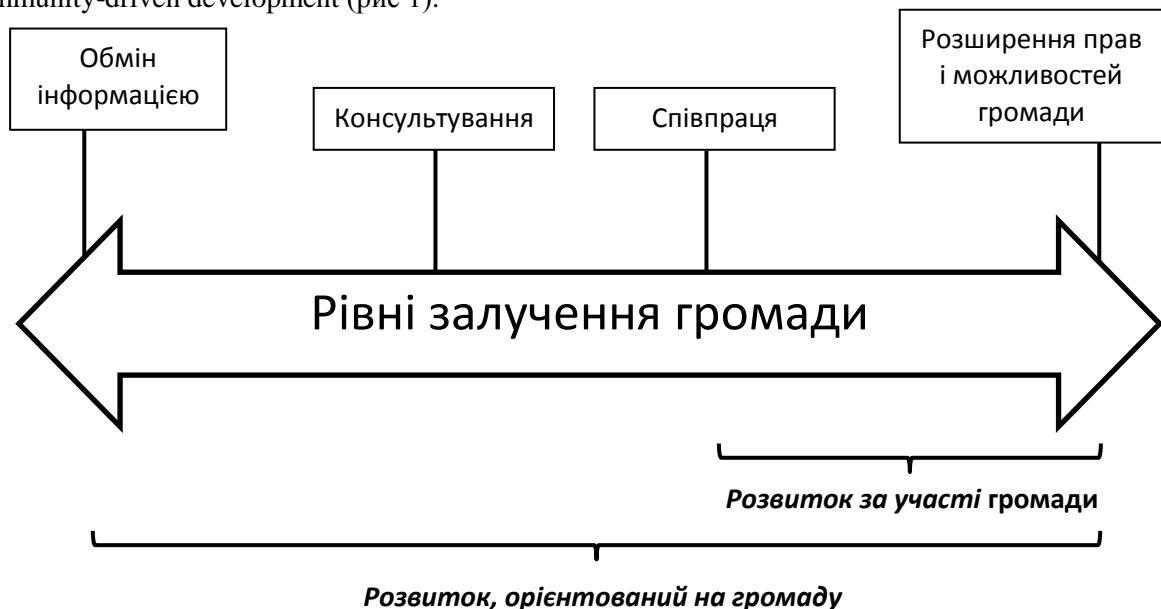 mmunity-driven development (рис 1).
Обмін
інформацією
Консультування
Співпраця
Розширення прав
і можливостей
громади
Рівні залучення громади
Розвиток за участі громади
Розвиток, орієнтований на громаду